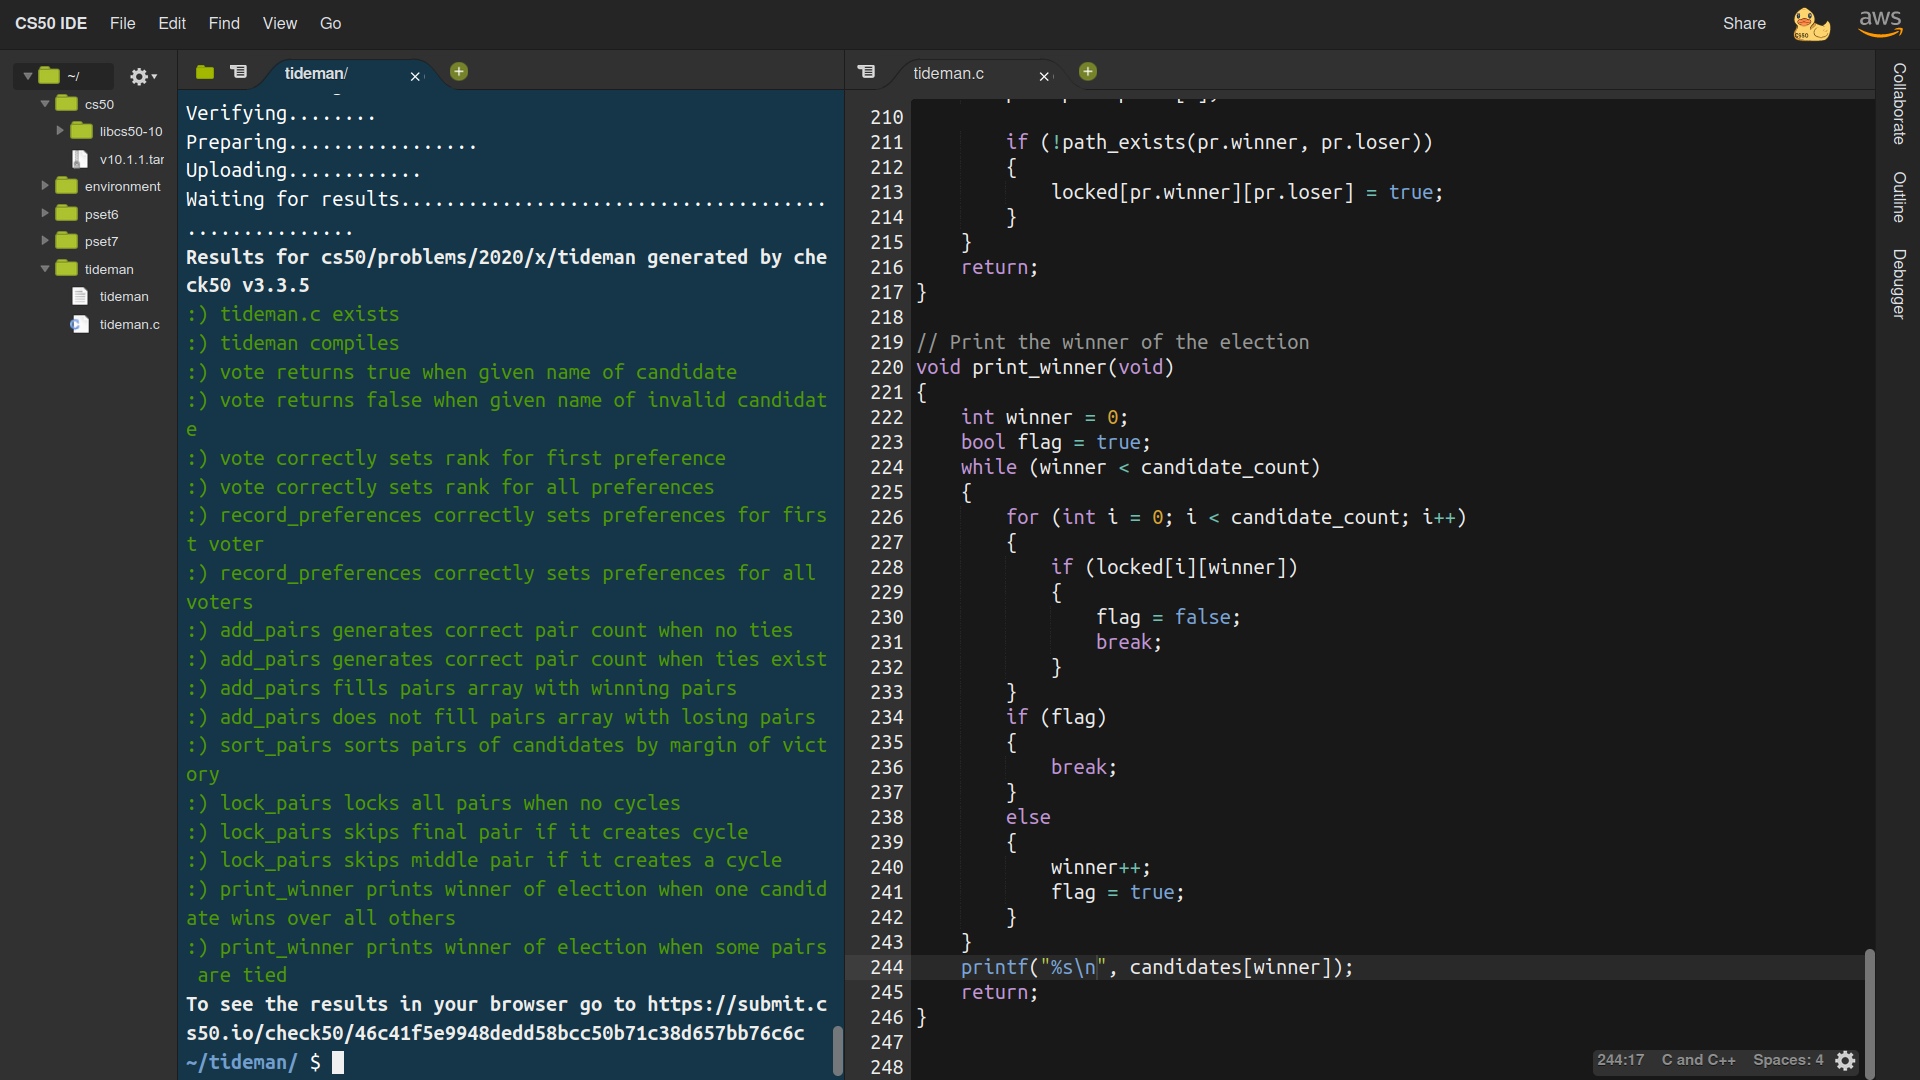 CS50 IDE File Edit Find View Go Share aws
~/
cs50
libcs50-10
v10.1.1.tar
environment
pset6
pset7
tideman
tideman
tideman.c
tideman/
Verifying........
Preparing.................
Uploading............
Waiting for results......................................
...............
Results for cs50/problems/2020/x/tideman generated by che
ck50 v3.3.5
:) tideman.c exists
:) tideman compiles
:) vote returns true when given name of candidate
:) vote returns false when given name of invalid candidat
e
:) vote correctly sets rank for first preference
:) vote correctly sets rank for all preferences
:) record_preferences correctly sets preferences for firs
t voter
:) record_preferences correctly sets preferences for all
voters
:) add_pairs generates correct pair count when no ties
:) add_pairs generates correct pair count when ties exist
:) add_pairs fills pairs array with winning pairs
:) add_pairs does not fill pairs array with losing pairs
:) sort_pairs sorts pairs of candidates by margin of vict
ory
:) lock_pairs locks all pairs when no cycles
:) lock_pairs skips final pair if it creates cycle
:) lock_pairs skips middle pair if it creates a cycle
:) print_winner prints winner of election when one candid
ate wins over all others
:) print_winner prints winner of election when some pairs
are tied
To see the results in your browser go to https://submit.c
s50.io/check50/46c41f5e9948dedd58bcc50b71c38d657bb76c6c
~/tideman/ $
tideman.c
210
211 if (!path_exists(pr.winner, pr.loser))
212 {
213 locked[pr.winner][pr.loser] = true;
214 }
215 }
216 return;
217 }
218
219 // Print the winner of the election
220 void print_winner(void)
221 {
222 int winner = 0;
223 bool flag = true;
224 while (winner < candidate_count)
225 {
226 for (int i = 0; i < candidate_count; i++)
227 {
228 if (locked[i][winner])
229 {
230 flag = false;
231 break;
232 }
233 }
234 if (flag)
235 {
236 break;
237 }
238 else
239 {
240 winner++;
241 flag = true;
242 }
243 }
244 printf("%s\n", candidates[winner]);
245 return;
246 }
247
248
244:17 C and C++ Spaces: 4
Collaborate
Outline
Debugger